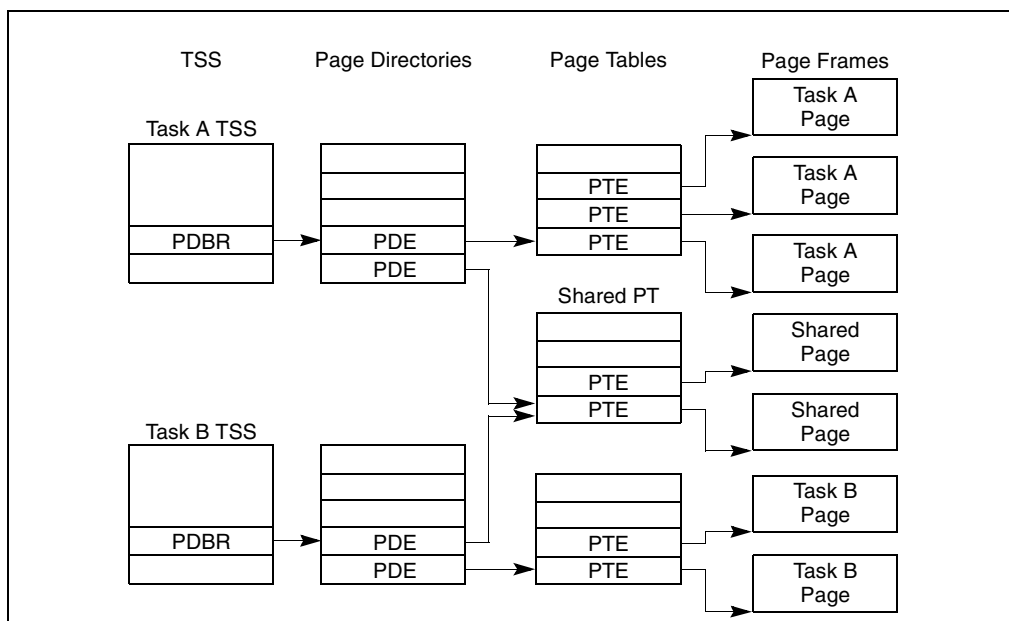 TSS
Page Directories
Page Tables
Page Frames
Task A TSS
PDBR
PDE
PDE
PTE
PTE
PTE
Task A
Page
Task A
Page
Task A
Page
Shared PT
PTE
PTE
Shared
Page
Shared
Page
Task B TSS
PDBR
PDE
PDE
PTE
PTE
Task B
Page
Task B
Page